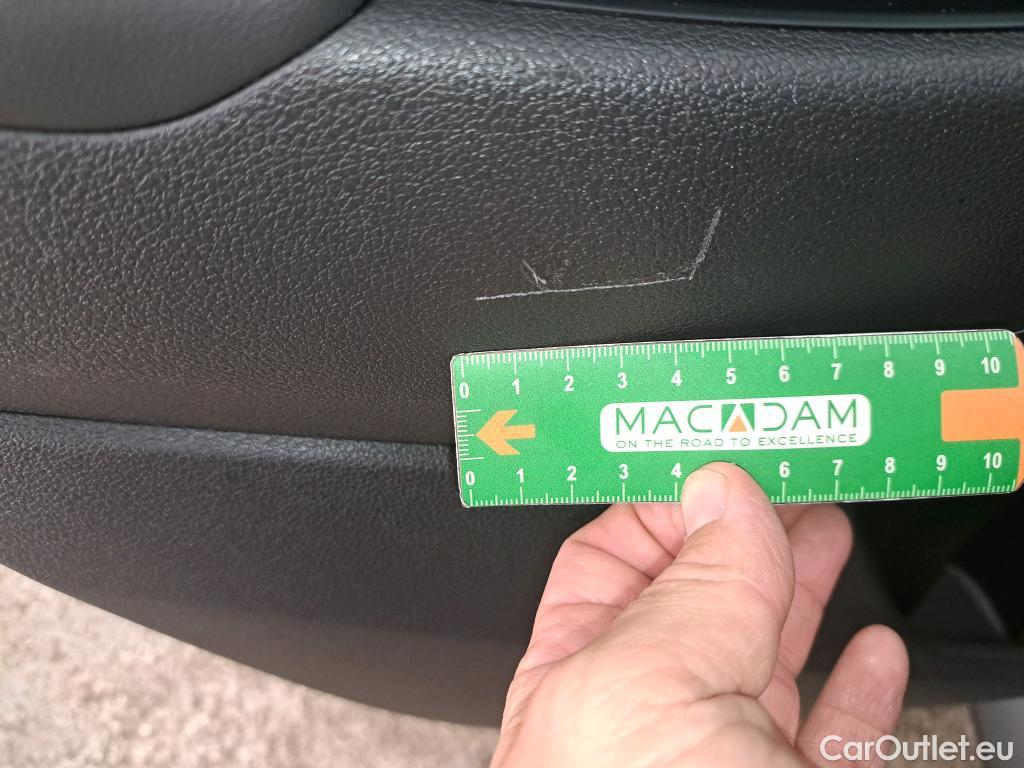 0 1 2 3 4 5 6 7 8 9 10
MACADAM
ON THE ROAD TO EXCELLENCE
0 1 2 3 4 6 7 8 9 10
CarOutlet.eu